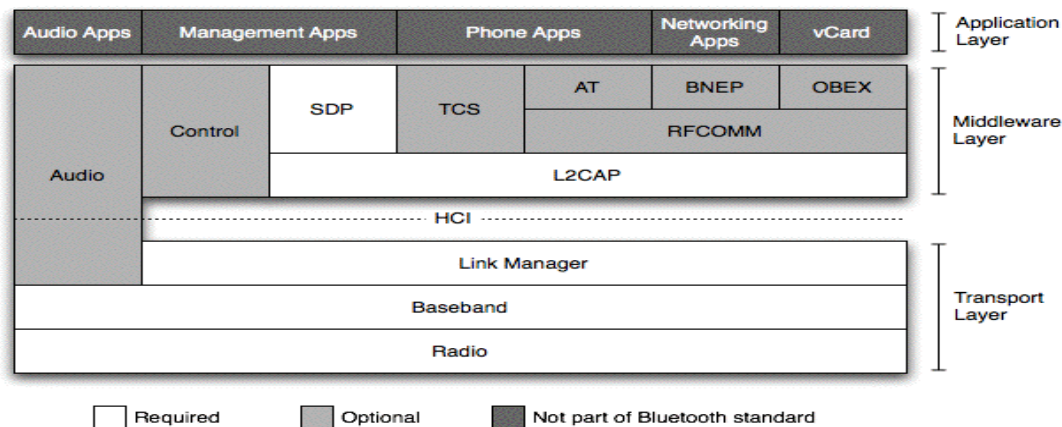 Audio Apps
Management Apps
Phone Apps
Networking
Apps
vCard
Application
Layer
Audio
Control
SDP
TCS
AT
BNEP
OBEX
RFCOMM
L2CAP
Middleware
Layer
HCI
Link Manager
Baseband
Radio
Transport
Layer
Required
Optional
Not part of Bluetooth standard